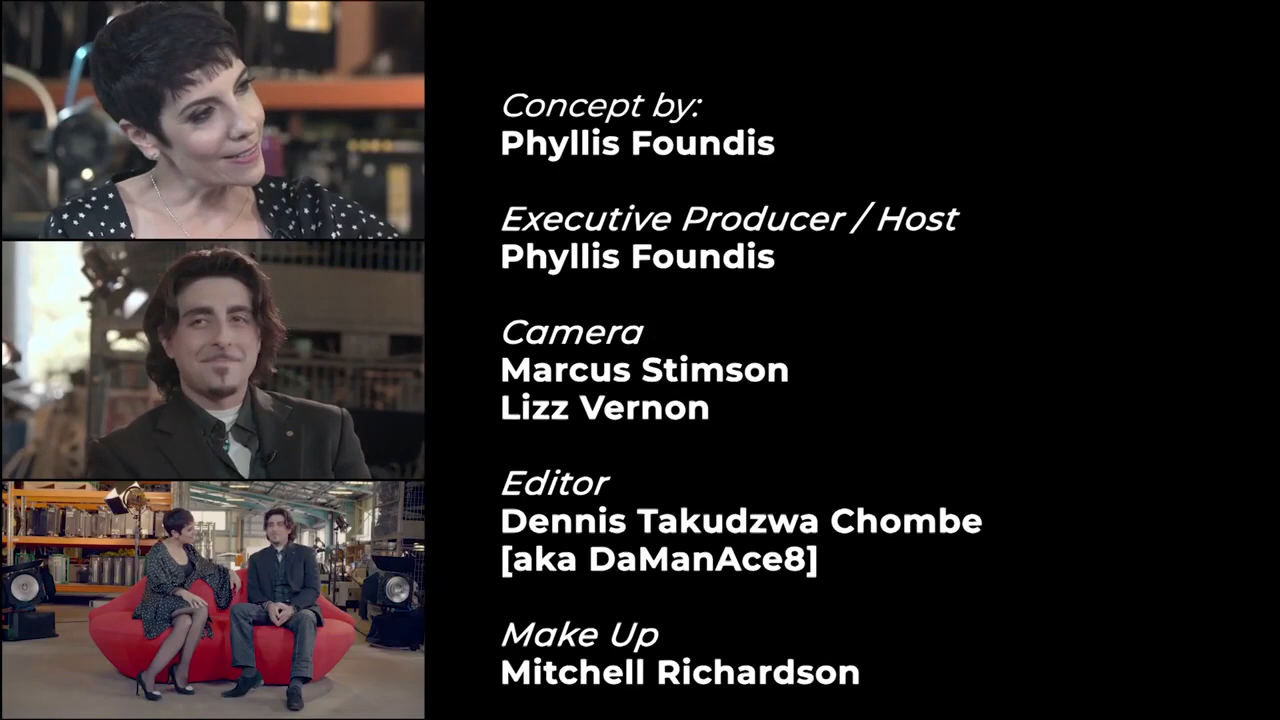 Concept by:
Phyllis Foundis
Executive Producer / Host
Phyllis Foundis
Camera
Marcus Stimson
Lizz Vernon
Editor
Dennis Takudzwa Chombe
[aka DaManAce8]
Make Up
Mitchell Richardson